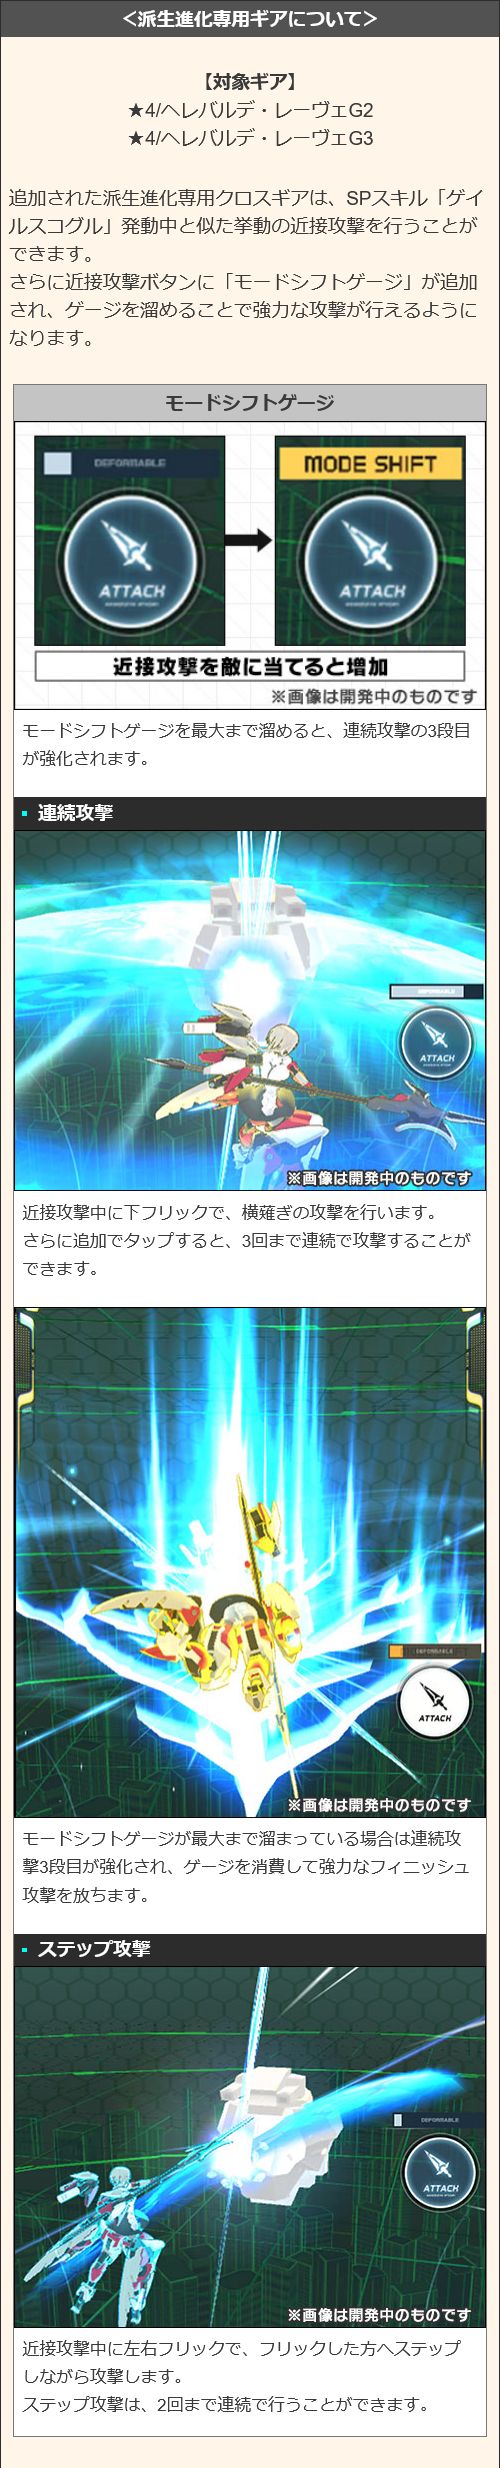 ＜派生進化専用ギアについて＞
【対象ギア】
★4/ヘレバルデ・レーヴェG2
★4/ヘレバルデ・レーヴェG3
追加された派生進化専用クロスギアは、SPスキル「ゲイ
ルスコグル」発動中と似た挙動の近接攻撃を行うことが
できます。
さらに近接攻撃ボタンに「モードシフトゲージ」が追加
され、ゲージを溜めることで強力な攻撃が行えるように
なります。
モードシフトゲージ
DEFORMABLE
MODE SHIFT
ATTACK
ATTACK
近接攻撃を敵に当てると増加
※画像は開発中のものです
モードシフトゲージを最大まで溜めると、連続攻撃の3段目
が強化されます。
連続攻撃
DEFORMABLE
ATTACK
※画像は開発中のものです
近接攻撃中に下フリックで、横薙ぎの攻撃を行います。
さらに追加でタップすると、3回まで連続で攻撃することが
できます。
DEFORMABLE
ATTACK
※画像は開発中のものです
モードシフトゲージが最大まで溜まっている場合は連続攻
撃3段目が強化され、ゲージを消費して強力なフィニッシュ
攻撃を放ちます。
ステップ攻撃
DEFORMABLE
ATTACK
※画像は開発中のものです
近接攻撃中に左右フリックで、フリックした方へステップ
しながら攻撃します。
ステップ攻撃は、2回まで連続で行うことができます。